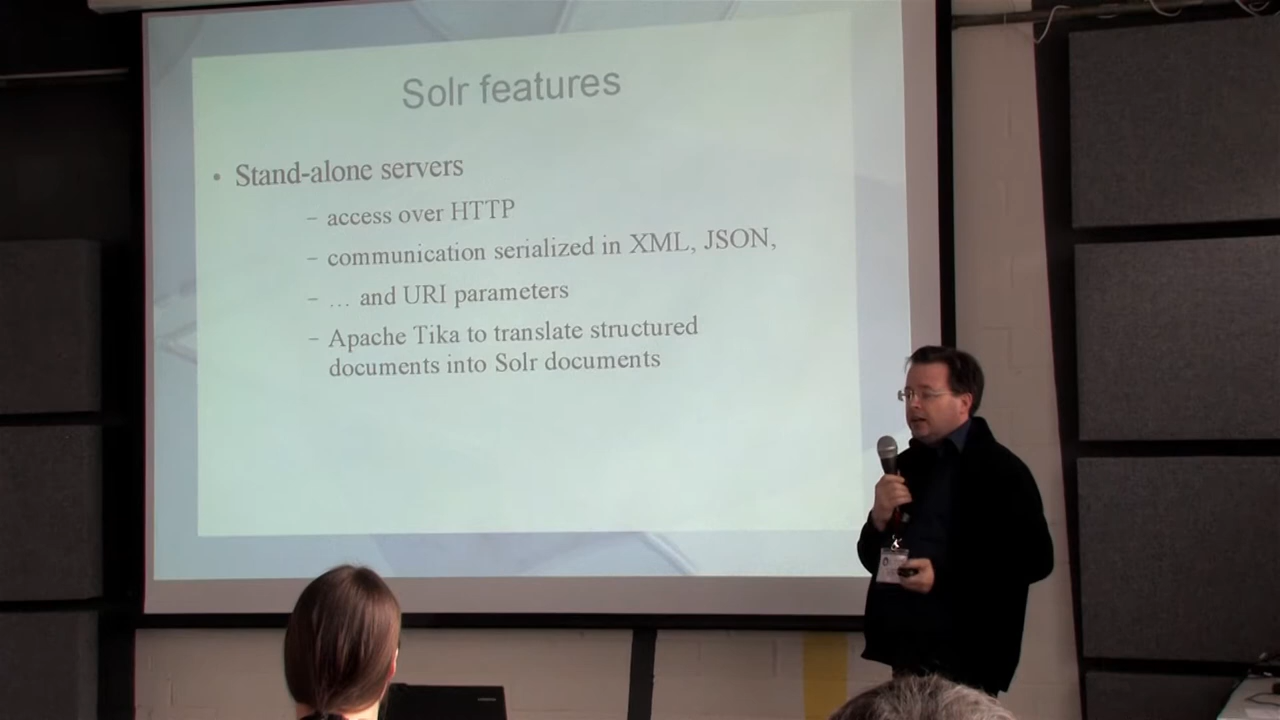 Solr features
• Stand-alone servers
– access over HTTP
– communication serialized in XML, JSON,
– … and URI parameters
– Apache Tika to translate structured
documents into Solr documents